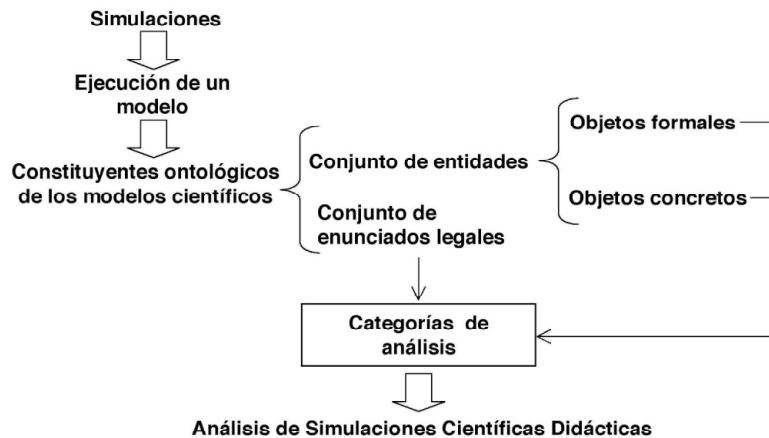 Simulaciones
Ejecución de un
modelo
Constituyentes ontológicos
de los modelos científicos
Conjunto de entidades
Objetos formales
Objetos concretos
Conjunto de
enunciados legales
Categorías de
análisis
Análisis de Simulaciones Científicas Didácticas